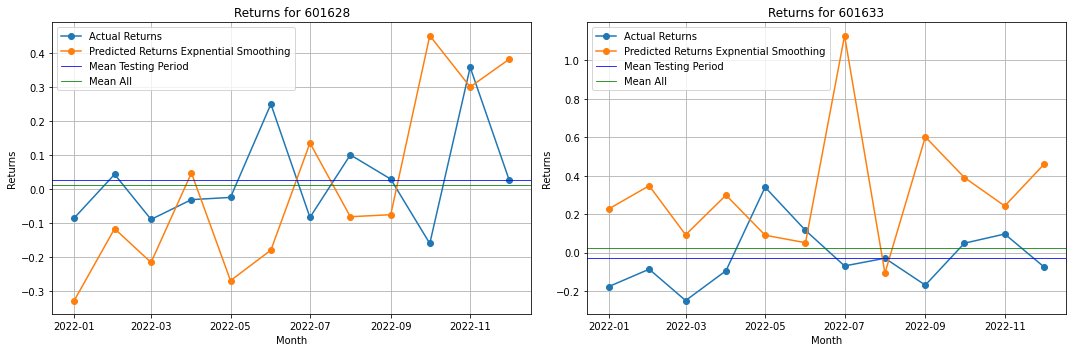 Returns for 601628
Actual Returns
Predicted Returns Expnential Smoothing
Mean Testing Period
Mean All
0.4
0.3
0.2
0.1
0.0
−0.1
−0.2
−0.3
Returns
2022-01
2022-03
2022-05
2022-07
2022-09
2022-11
Month
Returns for 601633
Actual Returns
Predicted Returns Expnential Smoothing
Mean Testing Period
Mean All
1.0
0.8
0.6
0.4
0.2
0.0
−0.2
Returns
2022-01
2022-03
2022-05
2022-07
2022-09
2022-11
Month